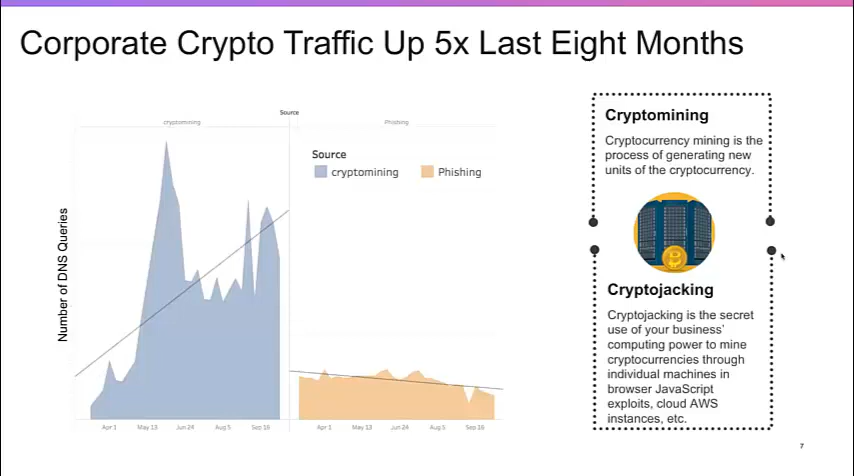 Corporate Crypto Traffic Up 5x Last Eight Months
Source
cryptomining
Phishing
Source
cryptomining
Phishing
Number of DNS Queries
Apr 1
May 13
Jun 24
Aug 5
Sep 16
Apr 1
May 13
Jun 24
Aug 5
Sep 16
Cryptomining
Cryptocurrency mining is the
process of generating new
units of the cryptocurrency.
Cryptojacking
Cryptojacking is the secret
use of your business'
computing power to mine
cryptocurrencies through
individual machines in
browser JavaScript
exploits, cloud AWS
instances, etc.
7